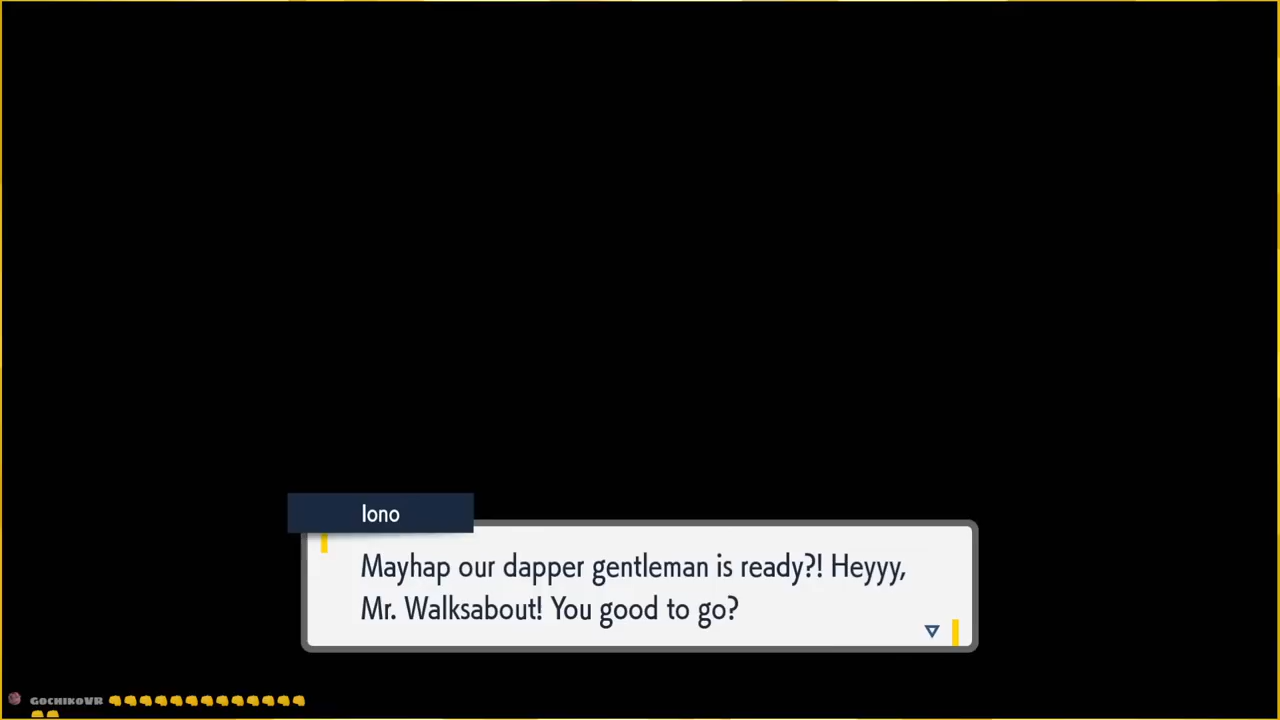 Iono
Mayhap our dapper gentleman is ready?! Heyyy,
Mr. Walksabout! You good to go?
GochikoVR